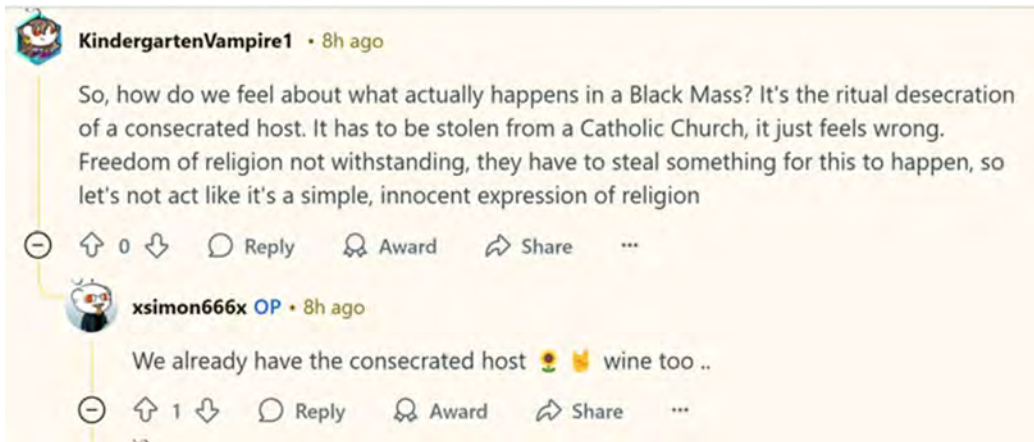 KindergartenVampire1 • 8h ago
So, how do we feel about what actually happens in a Black Mass? It's the ritual desecration
of a consecrated host. It has to be stolen from a Catholic Church, it just feels wrong.
Freedom of religion not withstanding, they have to steal something for this to happen, so
let's not act like it's a simple, innocent expression of religion
0 Reply Award Share ...
xsimon666x OP • 8h ago
We already have the consecrated host 🌻 🤘 wine too ..
1 Reply Award Share ...